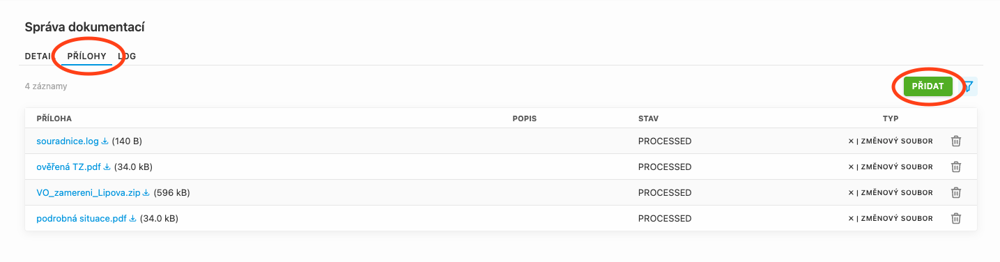 Správa dokumentací
DETAI PŘÍLOHY LOG
4 záznamy PŘIDAT
PŘÍLOHA POPIS STAV TYP
souradnice.log (140 B) PROCESSED × | ZMĚNOVÝ SOUBOR
ověřená TZ.pdf (34.0 kB) PROCESSED × | ZMĚNOVÝ SOUBOR
VO_zamereni_Lipova.zip (596 kB) PROCESSED × | ZMĚNOVÝ SOUBOR
podrobná situace.pdf (34.0 kB) PROCESSED × | ZMĚNOVÝ SOUBOR